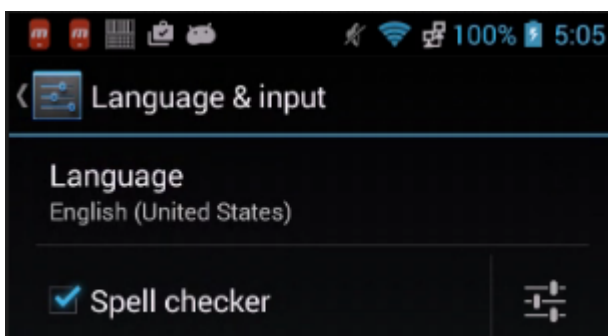 100% 5:05
Language & input
Language
English (United States)
Spell checker